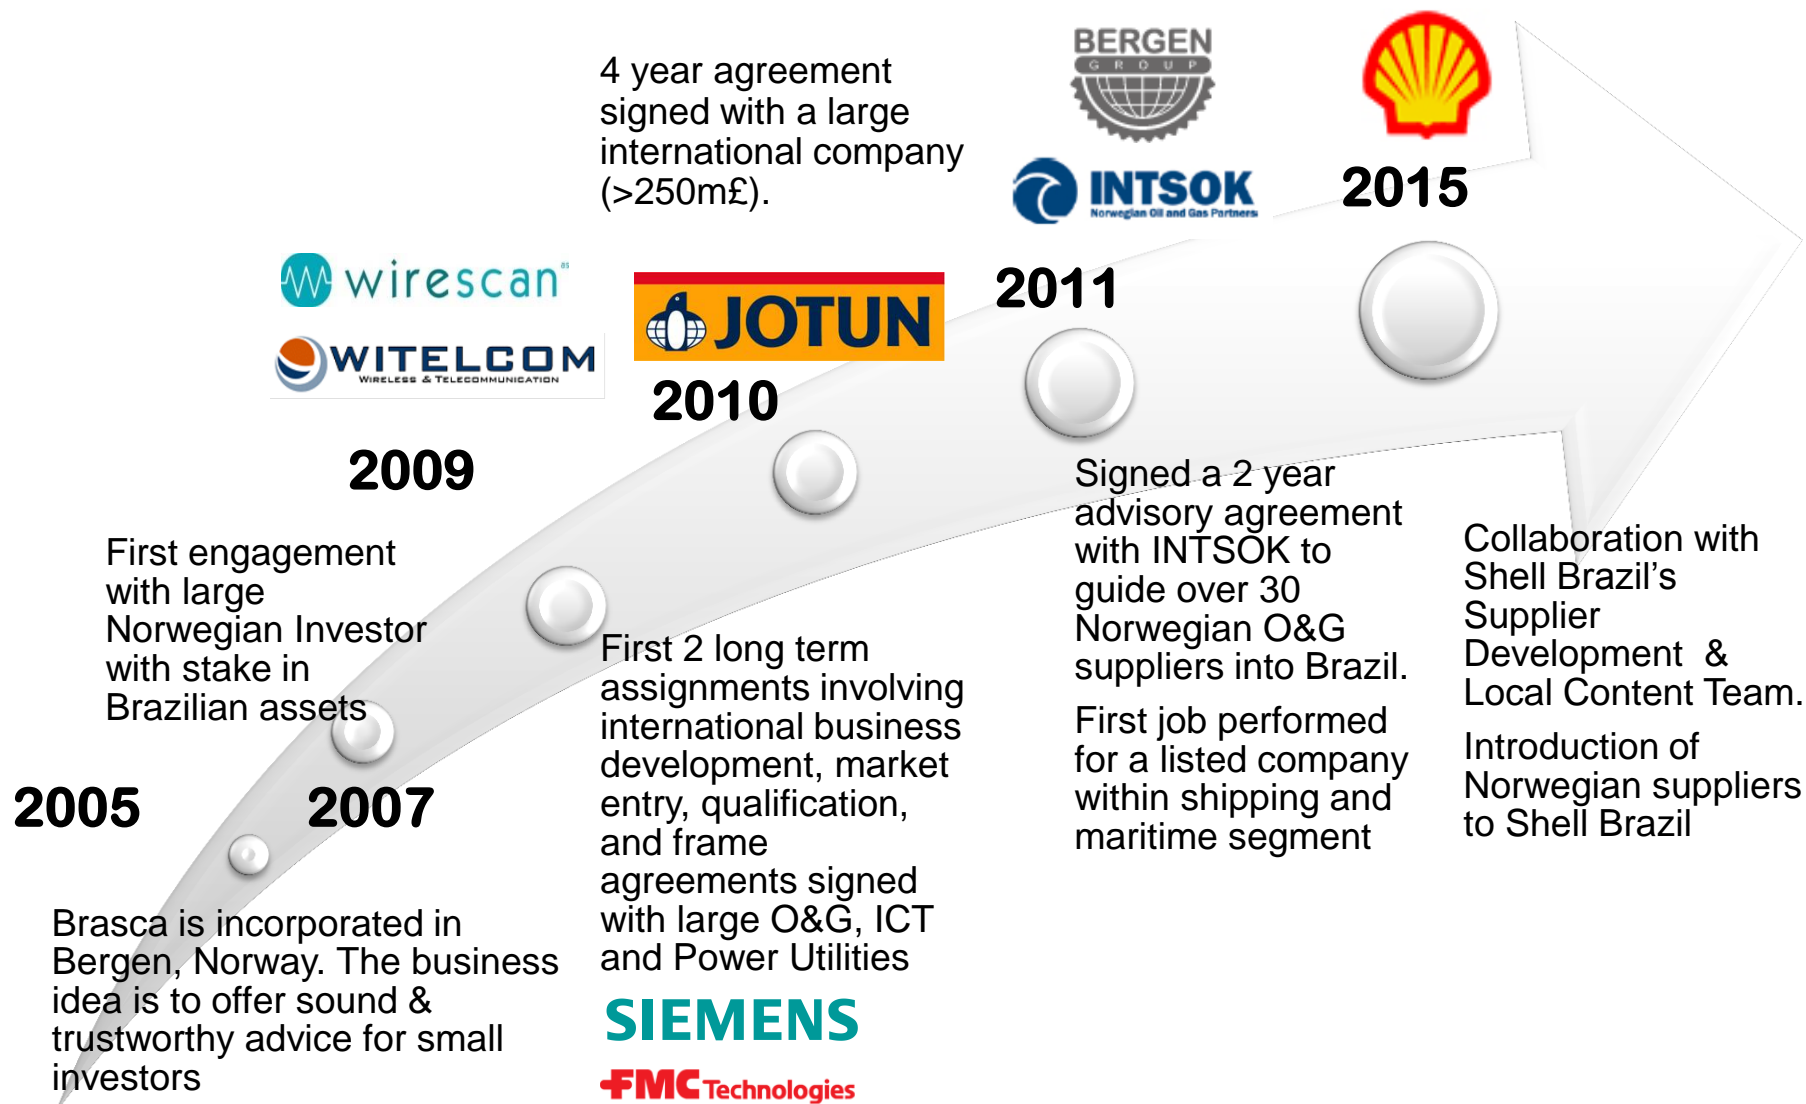 4 year agreement
signed with a large
international company
(>250m£).
BERGEN
GROUP
INTSOK
Norwegian Oil and Gas Partners
2015
wirescan as
WITELCOM
WIRELESS & TELECOMMUNICATION
JOTUN
2011
2010
2009
First engagement
with large
Norwegian Investor
with stake in
Brazilian assets
2005
2007
Brasca is incorporated in
Bergen, Norway. The business
idea is to offer sound &
trustworthy advice for small
investors
First 2 long term
assignments involving
international business
development, market
entry, qualification,
and frame
agreements signed
with large O&G, ICT
and Power Utilities
SIEMENS
FMC Technologies
Signed a 2 year
advisory agreement
with INTSOK to
guide over 30
Norwegian O&G
suppliers into Brazil.
First job performed
for a listed company
within shipping and
maritime segment
Collaboration with
Shell Brazil’s
Supplier
Development &
Local Content Team.
Introduction of
Norwegian suppliers
to Shell Brazil